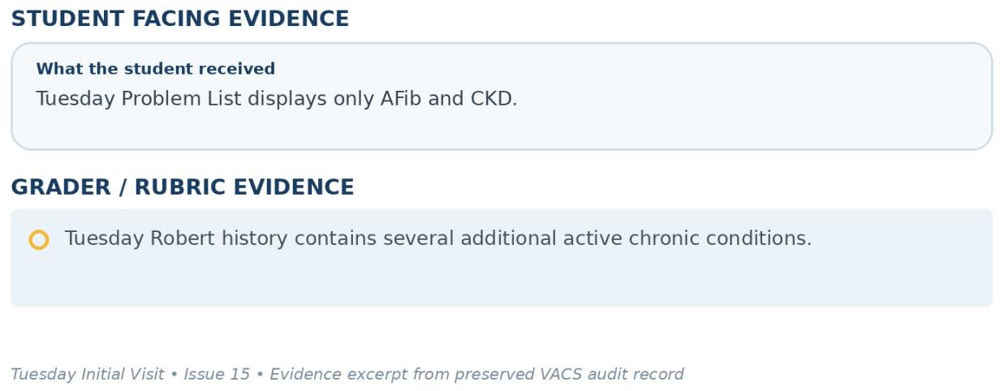 STUDENT FACING EVIDENCE
What the student received
Tuesday Problem List displays only AFib and CKD.
GRADER / RUBRIC EVIDENCE
Tuesday Robert history contains several additional active chronic conditions.
Tuesday Initial Visit • Issue 15 • Evidence excerpt from preserved VACS audit record